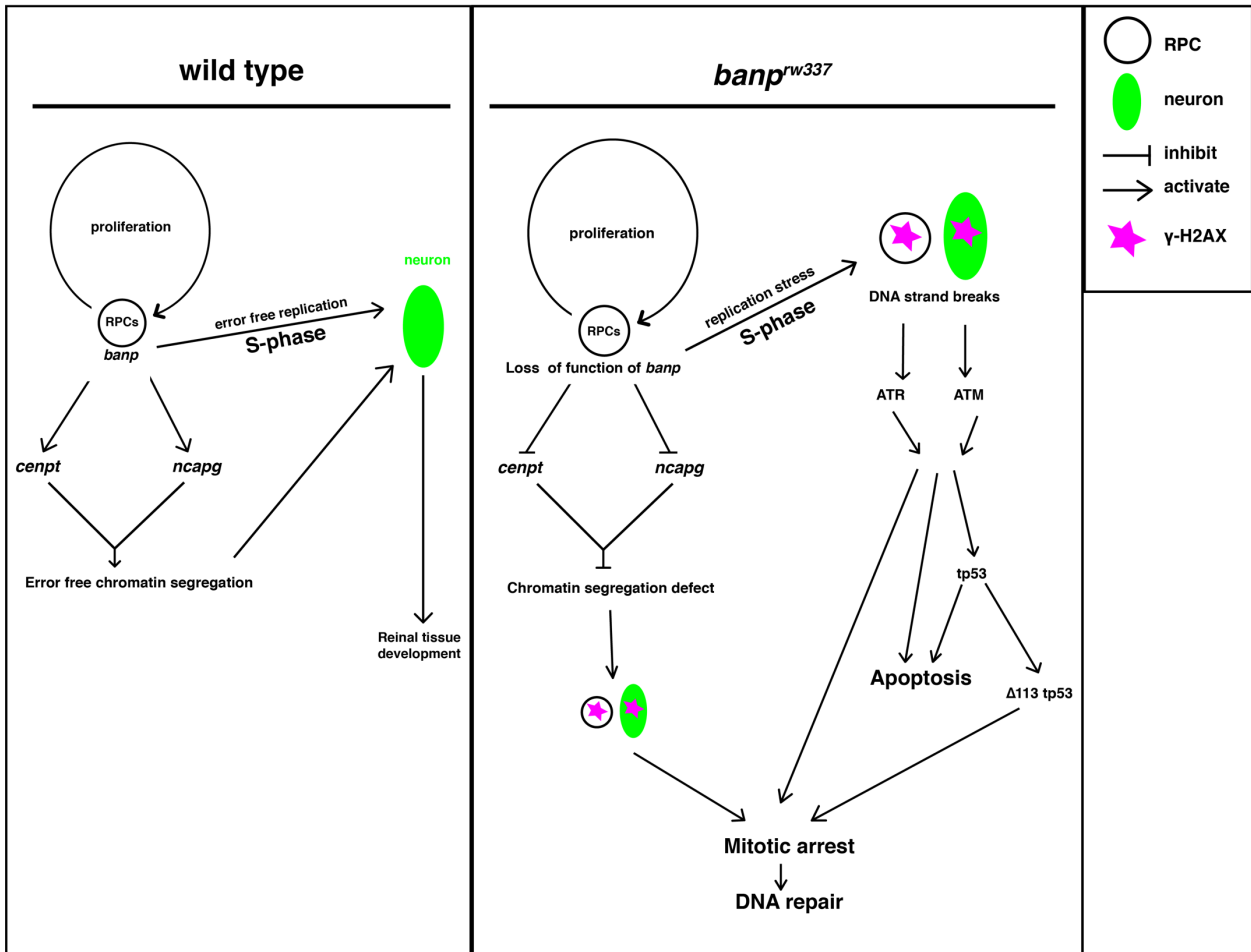 wild type
proliferation
RPCs
banp
error free replication
S-phase
neuron
cenpt
ncapg
Error free chromatin segregation
Reinal tissue
development
banp^rw337
proliferation
RPCs
Loss of function of banp
replication stress
S-phase
DNA strand breaks
ATR
ATM
cenpt
ncapg
Chromatin segregation defect
tp53
Apoptosis
Δ113 tp53
Mitotic arrest
DNA repair
RPC
neuron
inhibit
activate
γ-H2AX